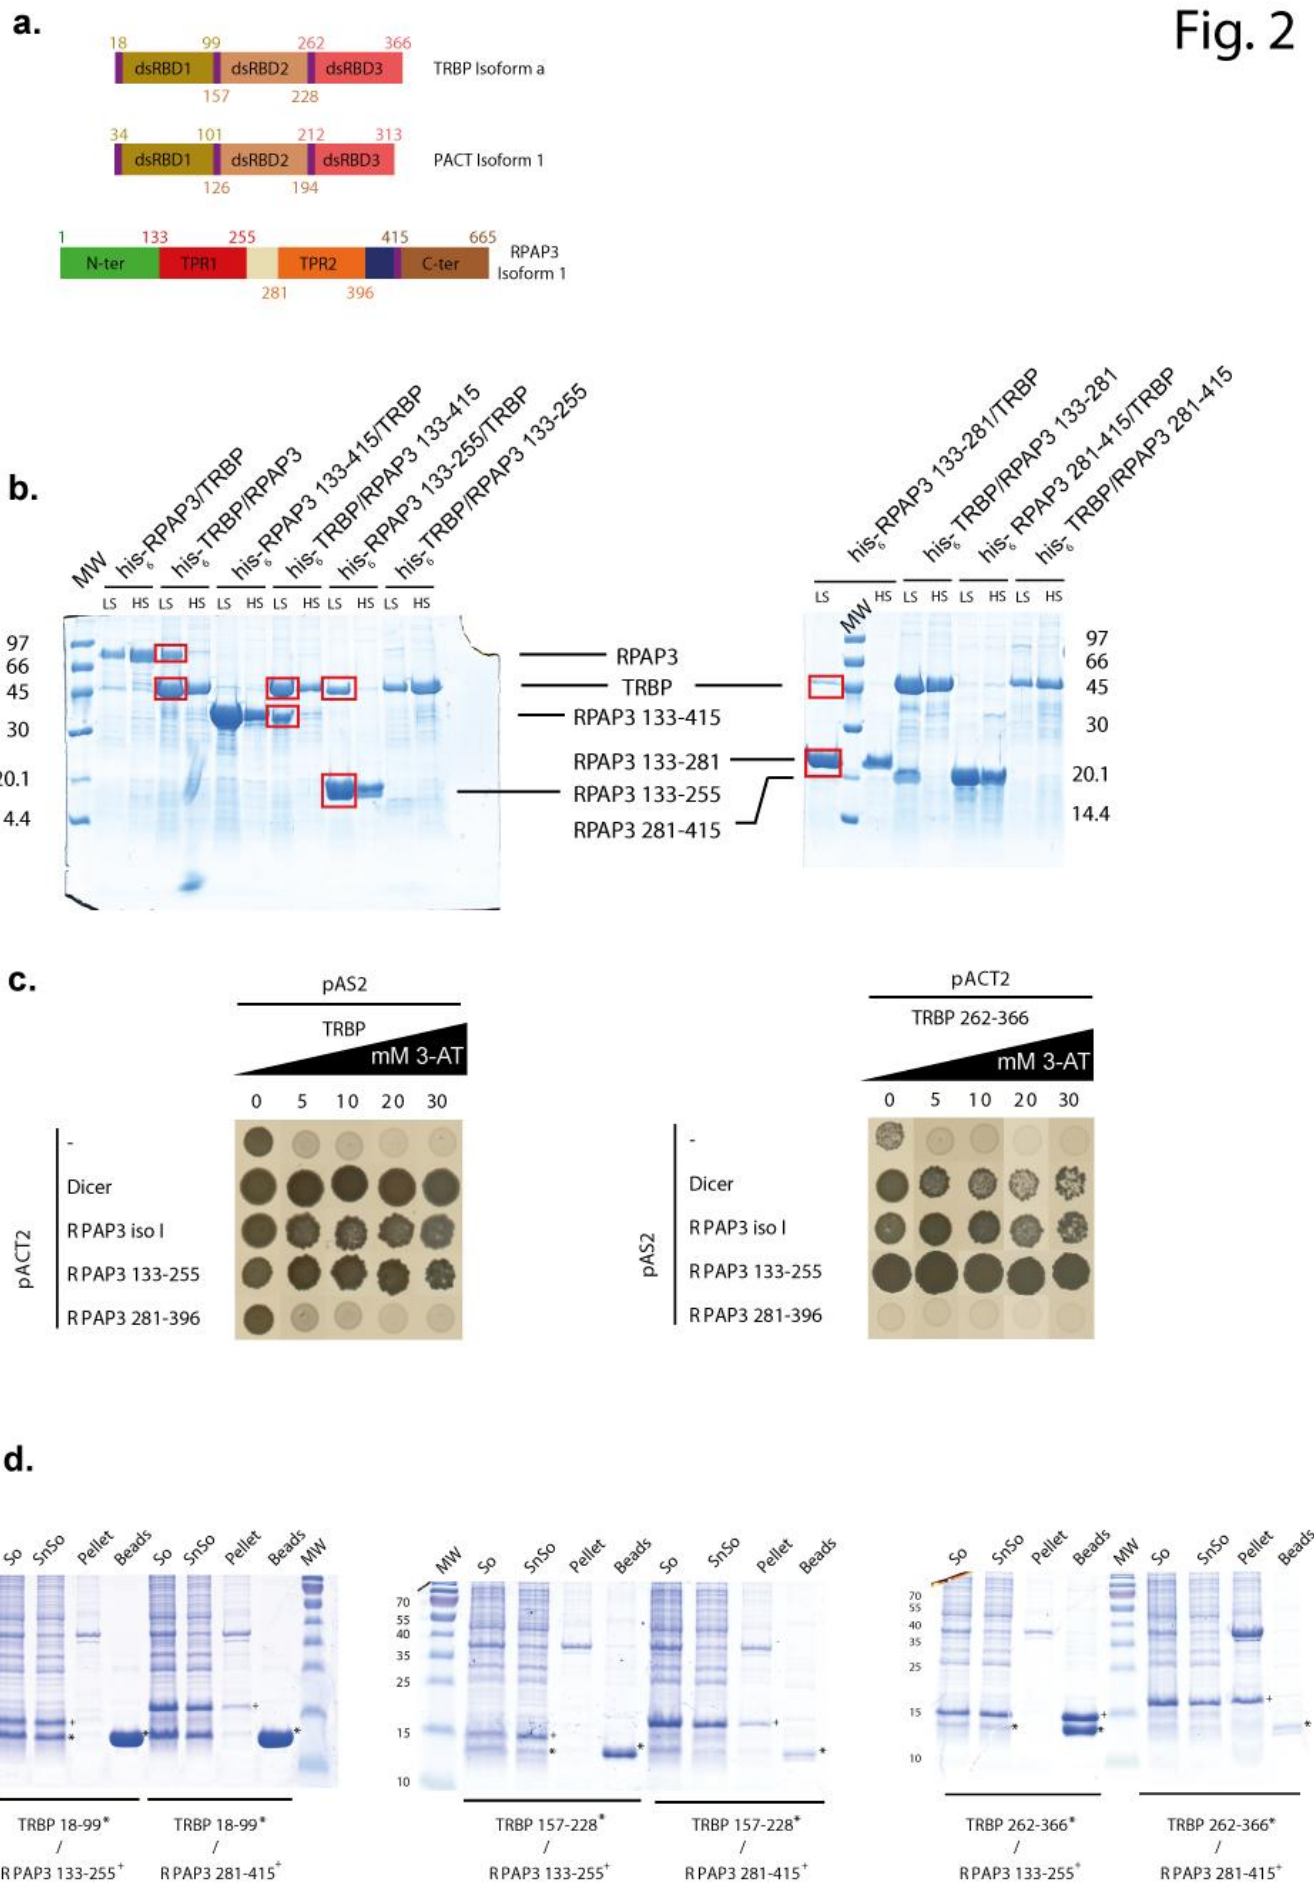 Fig. 2
a.
18 99 262 366
dsRBD1 dsRBD2 dsRBD3 TRBP Isoform a
157 228
34 101 212 313
dsRBD1 dsRBD2 dsRBD3 PACT Isoform 1
126 194
1 133 255 415 665
N-ter TPR1 TPR2 C-ter RPAP3
Isoform 1
281 396
b.
MW
his6-RPAP3/TRBP
his6-TRBP/RPAP3
his6-RPAP3 133-415/TRBP
his6-TRBP/RPAP3 133-415
his6-RPAP3 133-255/TRBP
his6-TRBP/RPAP3 133-255
LS HS LS HS LS HS LS HS LS HS LS HS
97
66
45
30
20.1
4.4
RPAP3
TRBP
RPAP3 133-415
RPAP3 133-281
RPAP3 133-255
RPAP3 281-415
his6-RPAP3 133-281/TRBP
his6-TRBP/RPAP3 133-281
his6-RPAP3 281-415/TRBP
his6-TRBP/RPAP3 281-415
LS MW HS LS HS LS HS LS HS
97
66
45
30
20.1
14.4
c.
pAS2
TRBP
mM 3-AT
0 5 10 20 30
pACT2
-
Dicer
RPAP3 iso I
RPAP3 133-255
RPAP3 281-396
pACT2
TRBP 262-366
mM 3-AT
0 5 10 20 30
pAS2
-
Dicer
RPAP3 iso I
RPAP3 133-255
RPAP3 281-396
d.
So SnSo Pellet Beads So SnSo Pellet Beads MW
+
*
*
+
*
TRBP 18-99* TRBP 18-99*
/ /
RPAP3 133-255+ RPAP3 281-415+
MW So SnSo Pellet Beads So SnSo Pellet Beads
70
55
40
35
25
15
10
+
*
*
+
*
TRBP 157-228* TRBP 157-228*
/ /
RPAP3 133-255+ RPAP3 281-415+
So SnSo Pellet Beads MW So SnSo Pellet Beads
70
55
40
35
25
15
10
*
+
*
+
*
TRBP 262-366* TRBP 262-366*
/ /
RPAP3 133-255+ RPAP3 281-415+